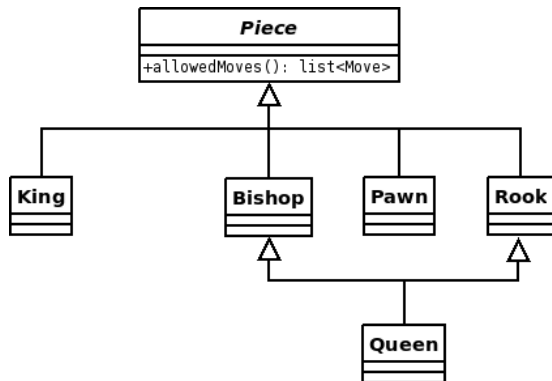 Piece
+allowedMoves(): list<Move>
King
Bishop
Pawn
Rook
Queen